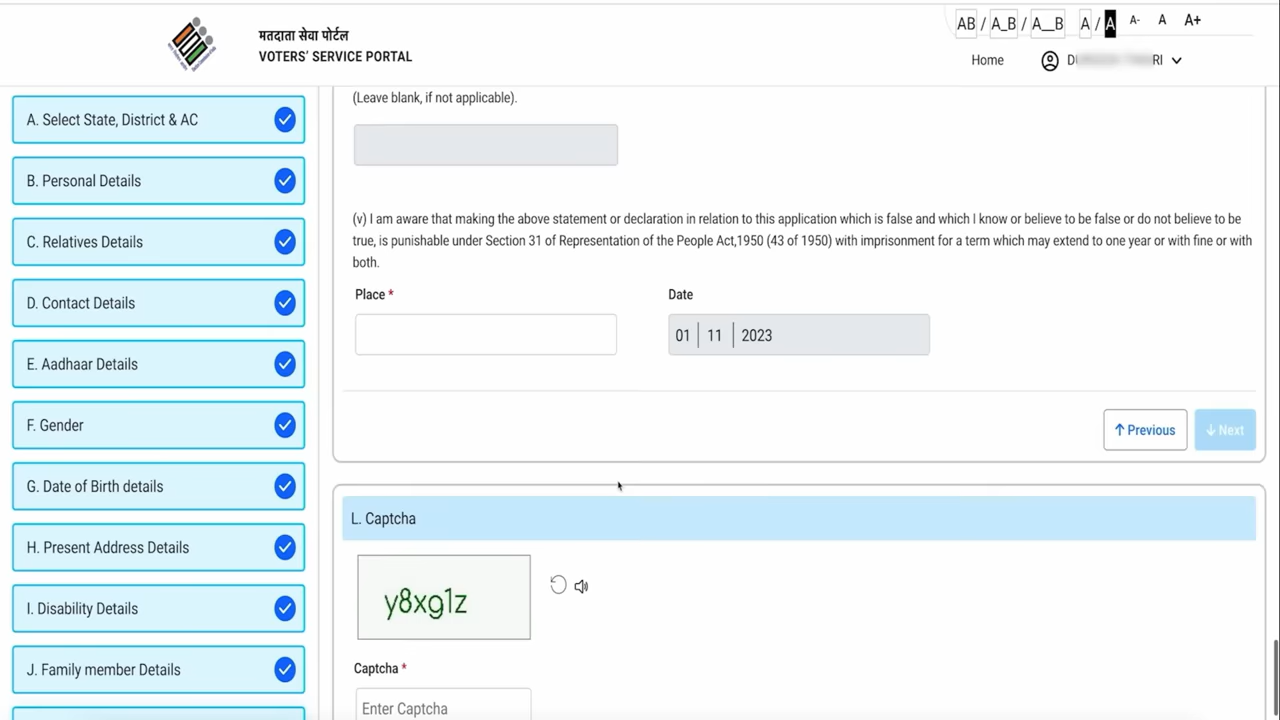 मतदाता सेवा पोर्टल
VOTERS' SERVICE PORTAL
AB / A_B / A__B A / A A- A A+
Home
A. Select State, District & AC
B. Personal Details
C. Relatives Details
D. Contact Details
E. Aadhaar Details
F. Gender
G. Date of Birth details
H. Present Address Details
I. Disability Details
J. Family member Details
(Leave blank, if not applicable).
(v) I am aware that making the above statement or declaration in relation to this application which is false and which I know or believe to be false or do not believe to be
true, is punishable under Section 31 of Representation of the People Act,1950 (43 of 1950) with imprisonment for a term which may extend to one year or with fine or with
both.
Place * Date
01 11 2023
Previous Next
L. Captcha
y8xg1z
Captcha *
Enter Captcha